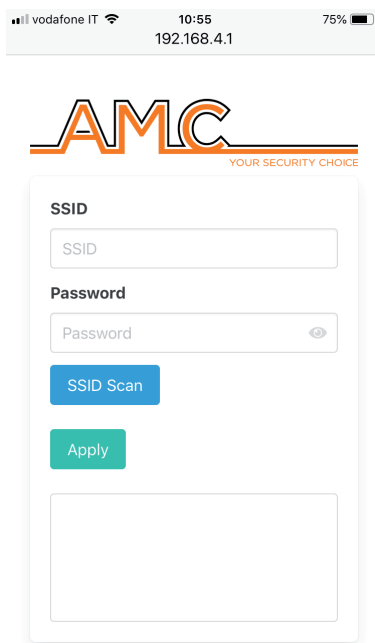 vodafone IT 10:55 75%
192.168.4.1
AMC
YOUR SECURITY CHOICE
SSID
SSID
Password
Password
SSID Scan
Apply